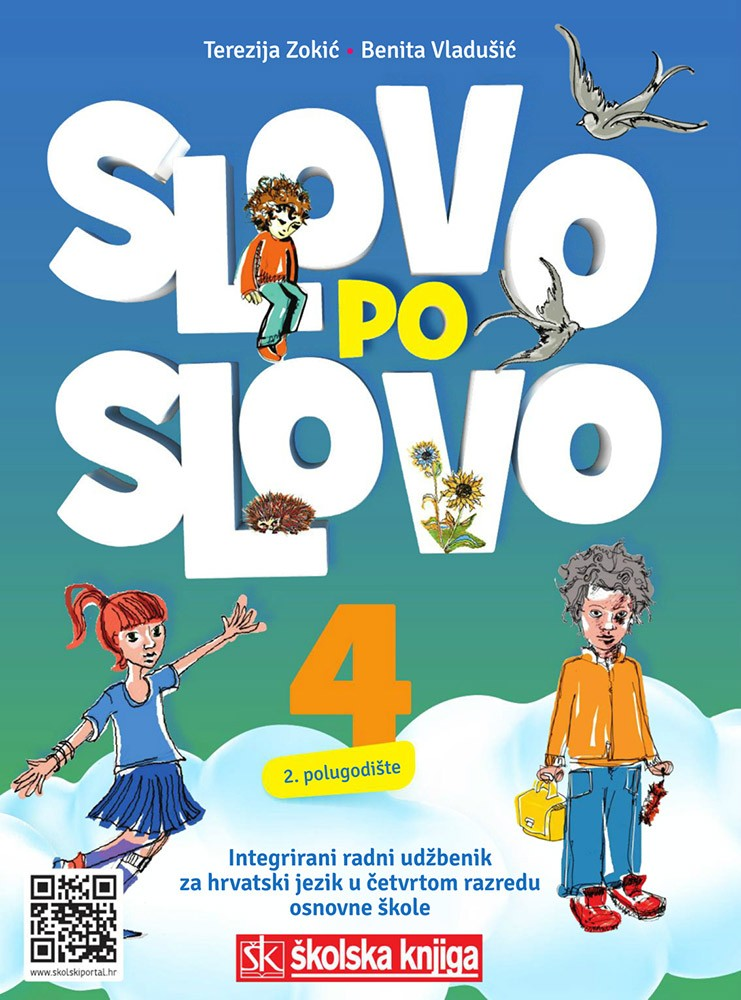 Terezija Zokić • Benita Vladušić
SLOVO
PO
SLOVO
4
2. polugodište
Integrirani radni udžbenik
za hrvatski jezik u četvrtom razredu
osnovne škole
ŠK školska knjiga
www.skolskiportal.hr